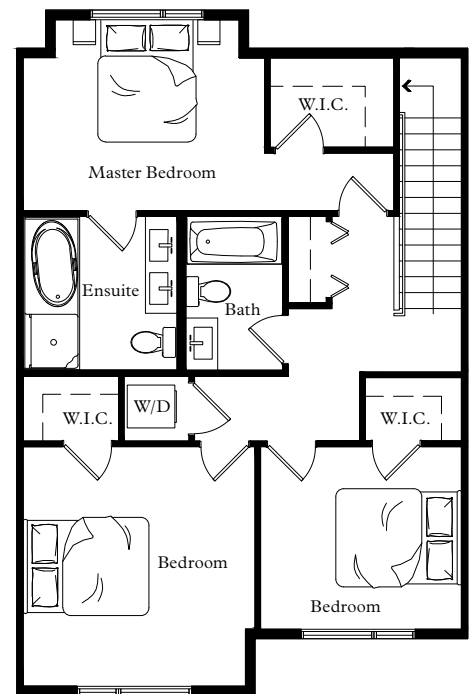 W.I.C.
Master Bedroom
Ensuite
Bath
W/D
W.I.C.
W.I.C.
Bedroom
Bedroom